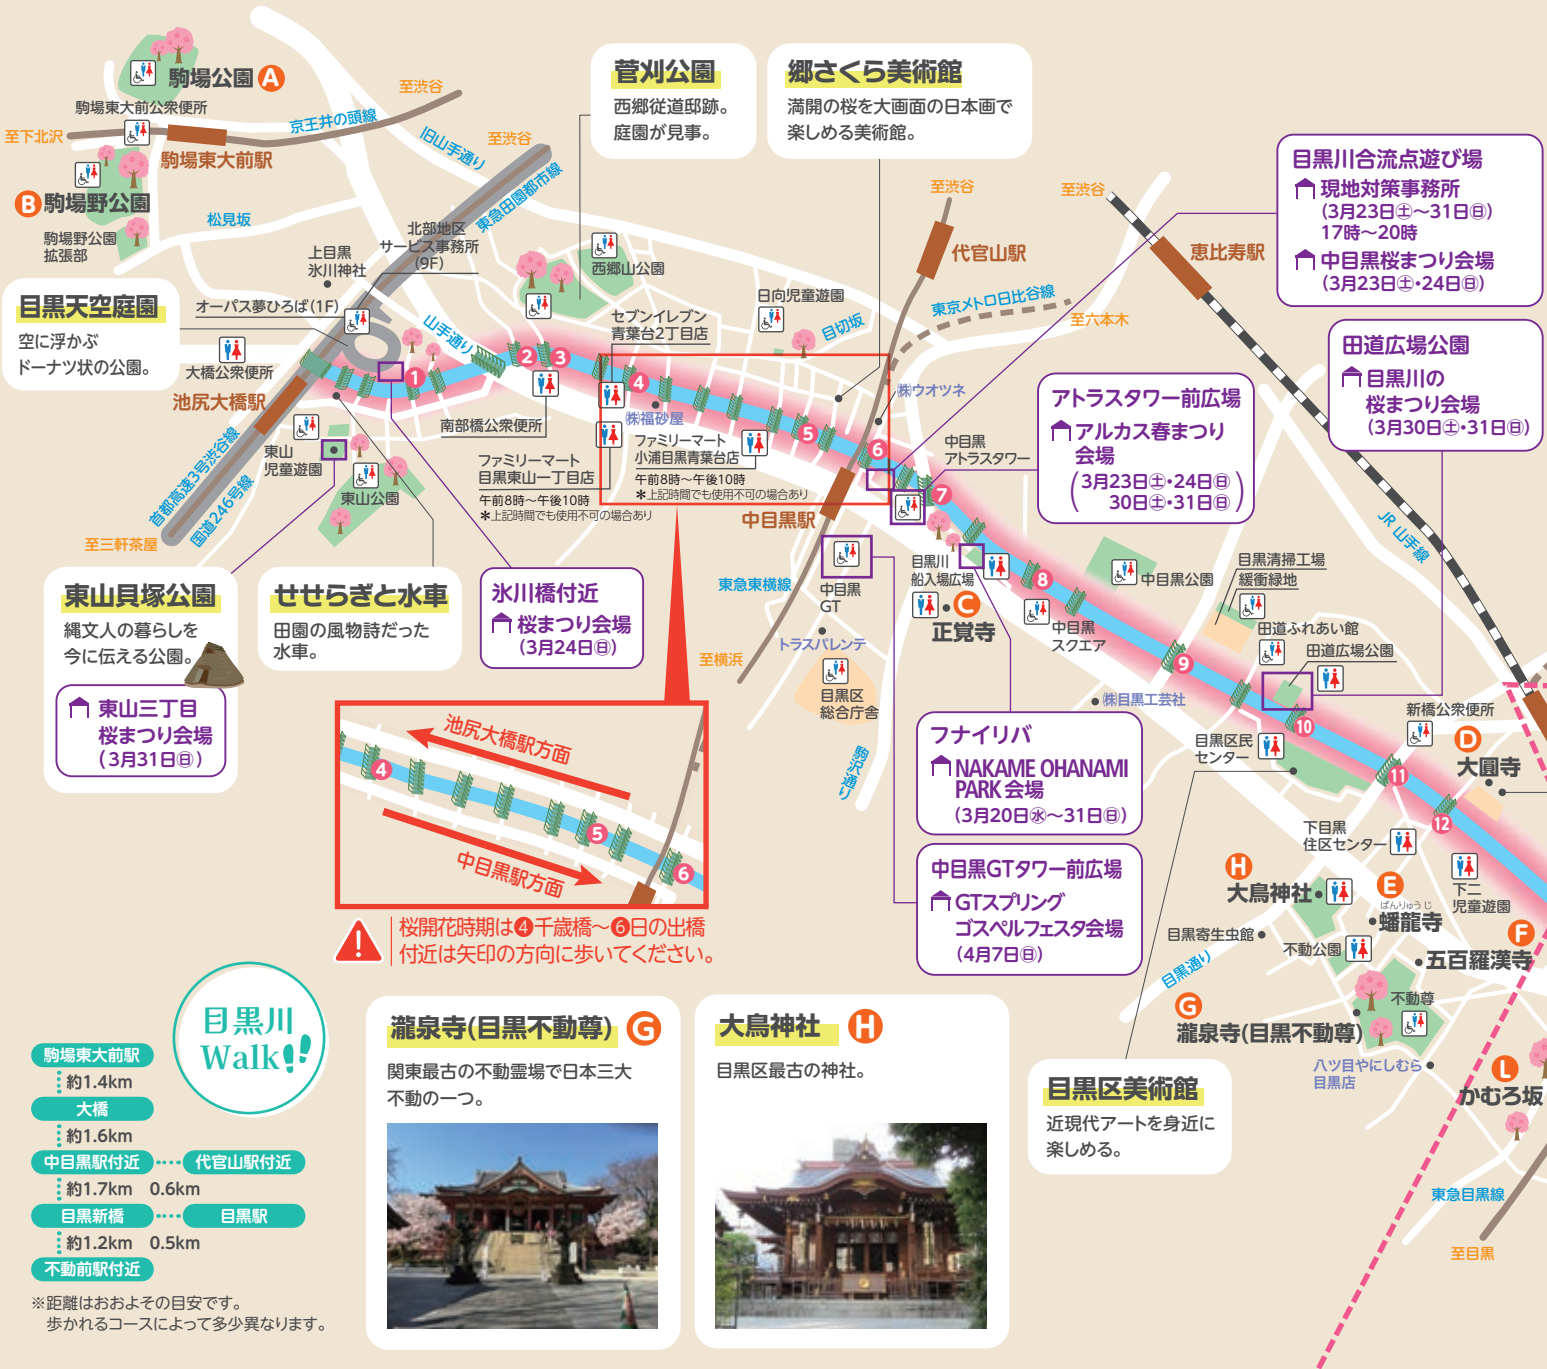 駒場公園 A
駒場東大前公衆便所
至渋谷
京王井の頭線
至下北沢
駒場東大前駅
B 駒場野公園
駒場野公園
拡張部
松見坂
旧山手通り
至渋谷
東急田園都市線
北部地区
サービス事務所
(9F)
上目黒
氷川神社
オーパス夢ひろば(1F)
目黒天空庭園
空に浮かぶ
ドーナツ状の公園。
大橋公衆便所
池尻大橋駅
山手通り
菅刈公園
西郷従道邸跡。
庭園が見事。
郷さくら美術館
満開の桜を大画面の日本画で
楽しめる美術館。
西郷山公園
セブンイレブン
青葉台2丁目店
日向児童遊園
目切坂
至渋谷
代官山駅
東京メトロ日比谷線
至六本木
至渋谷
恵比寿駅
目黒川合流点遊び場
現地対策事務所
(3月23日㊏～31日㊐)
17時～20時
中目黒桜まつり会場
(3月23日㊏・24日㊐)
田道広場公園
目黒川の
桜まつり会場
(3月30日㊏・31日㊐)
アトラスタワー前広場
アルカス春まつり
会場
(3月23日㊏・24日㊐
30日㊏・31日㊐)
1
2
3
4
5
6
7
8
9
10
11
12
㈱ウオツネ
㈱福砂屋
南部橋公衆便所
ファミリーマート
目黒東山一丁目店
午前8時～午後10時
＊上記時間でも使用不可の場合あり
ファミリーマート
小浦目黒青葉台店
午前8時～午後10時
＊上記時間でも使用不可の場合あり
中目黒
アトラスタワー
中目黒駅
東山
児童遊園
東山公園
首都高速3号渋谷線
国道246号線
至三軒茶屋
東山貝塚公園
縄文人の暮らしを
今に伝える公園。
東山三丁目
桜まつり会場
(3月31日㊐)
せせらぎと水車
田園の風物詩だった
水車。
氷川橋付近
桜まつり会場
(3月24日㊐)
東急東横線
至横浜
中目黒
GT
トラスパレンテ
目黒区
総合庁舎
駒沢通り
目黒川
船入場広場
C
正覚寺
中目黒
スクエア
中目黒公園
目黒清掃工場
緩衝緑地
田道ふれあい館
田道広場公園
JR 山手線
㈱目黒工芸社
目黒区民
センター
新橋公衆便所
D
大圓寺
池尻大橋駅方面
4
5
6
中目黒駅方面
桜開花時期は❹千歳橋～❻日の出橋
付近は矢印の方向に歩いてください。
フナイリバ
NAKAME OHANAMI
PARK 会場
(3月20日㊌～31日㊐)
中目黒GTタワー前広場
GTスプリング
ゴスペルフェスタ会場
(4月7日㊐)
下目黒
住区センター
H
大鳥神社
E
ばんりゅうじ
蟠龍寺
下二
児童遊園
目黒寄生虫館
不動公園
F
五百羅漢寺
目黒通り
G
瀧泉寺(目黒不動尊)
不動尊
八ツ目やにしむら
目黒店
L
かむろ坂
東急目黒線
至目黒
目黒区美術館
近現代アートを身近に
楽しめる。
目黒川
Walk
駒場東大前駅
約1.4km
大橋
約1.6km
中目黒駅付近 代官山駅付近
約1.7km 0.6km
目黒新橋 目黒駅
約1.2km 0.5km
不動前駅付近
※距離はおおよその目安です。
歩かれるコースによって多少異なります。
瀧泉寺(目黒不動尊) G
関東最古の不動霊場で日本三大
不動の一つ。
大鳥神社 H
目黒区最古の神社。